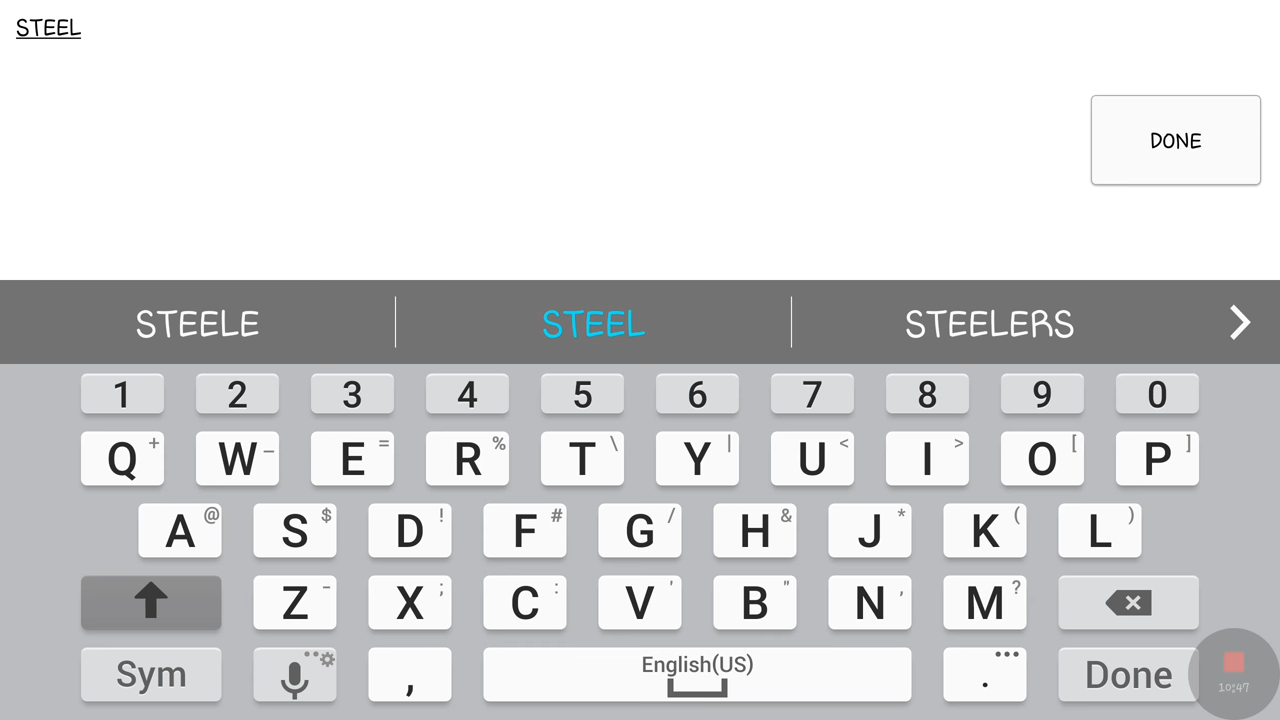 STEEL
DONE
STEELE STEEL STEELERS
1 2 3 4 5 6 7 8 9 0
Q + W _ E = R % T \ Y | U < I > O [ P ]
A @ S $ D ! F # G / H & J * K ( L )
Z - X ; C : V ' B " N , M ?
Sym , English(US) . ... Done
10:47